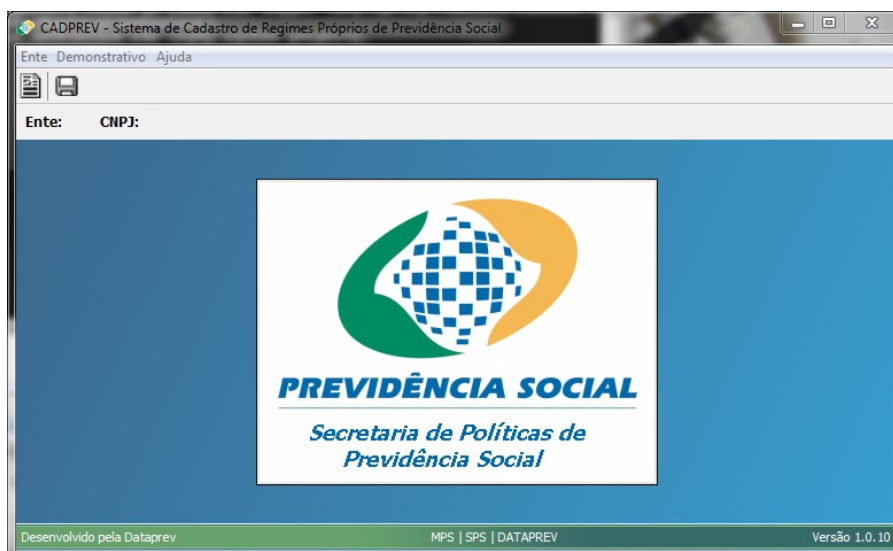 CADPREV - Sistema de Cadastro de Regimes Próprios de Previdência Social
Ente Demonstrativo Ajuda
Ente: CNPJ:
PREVIDÊNCIA SOCIAL
Secretaria de Políticas de
Previdência Social
Desenvolvido pela Dataprev MPS | SPS | DATAPREV Versão 1.0.10